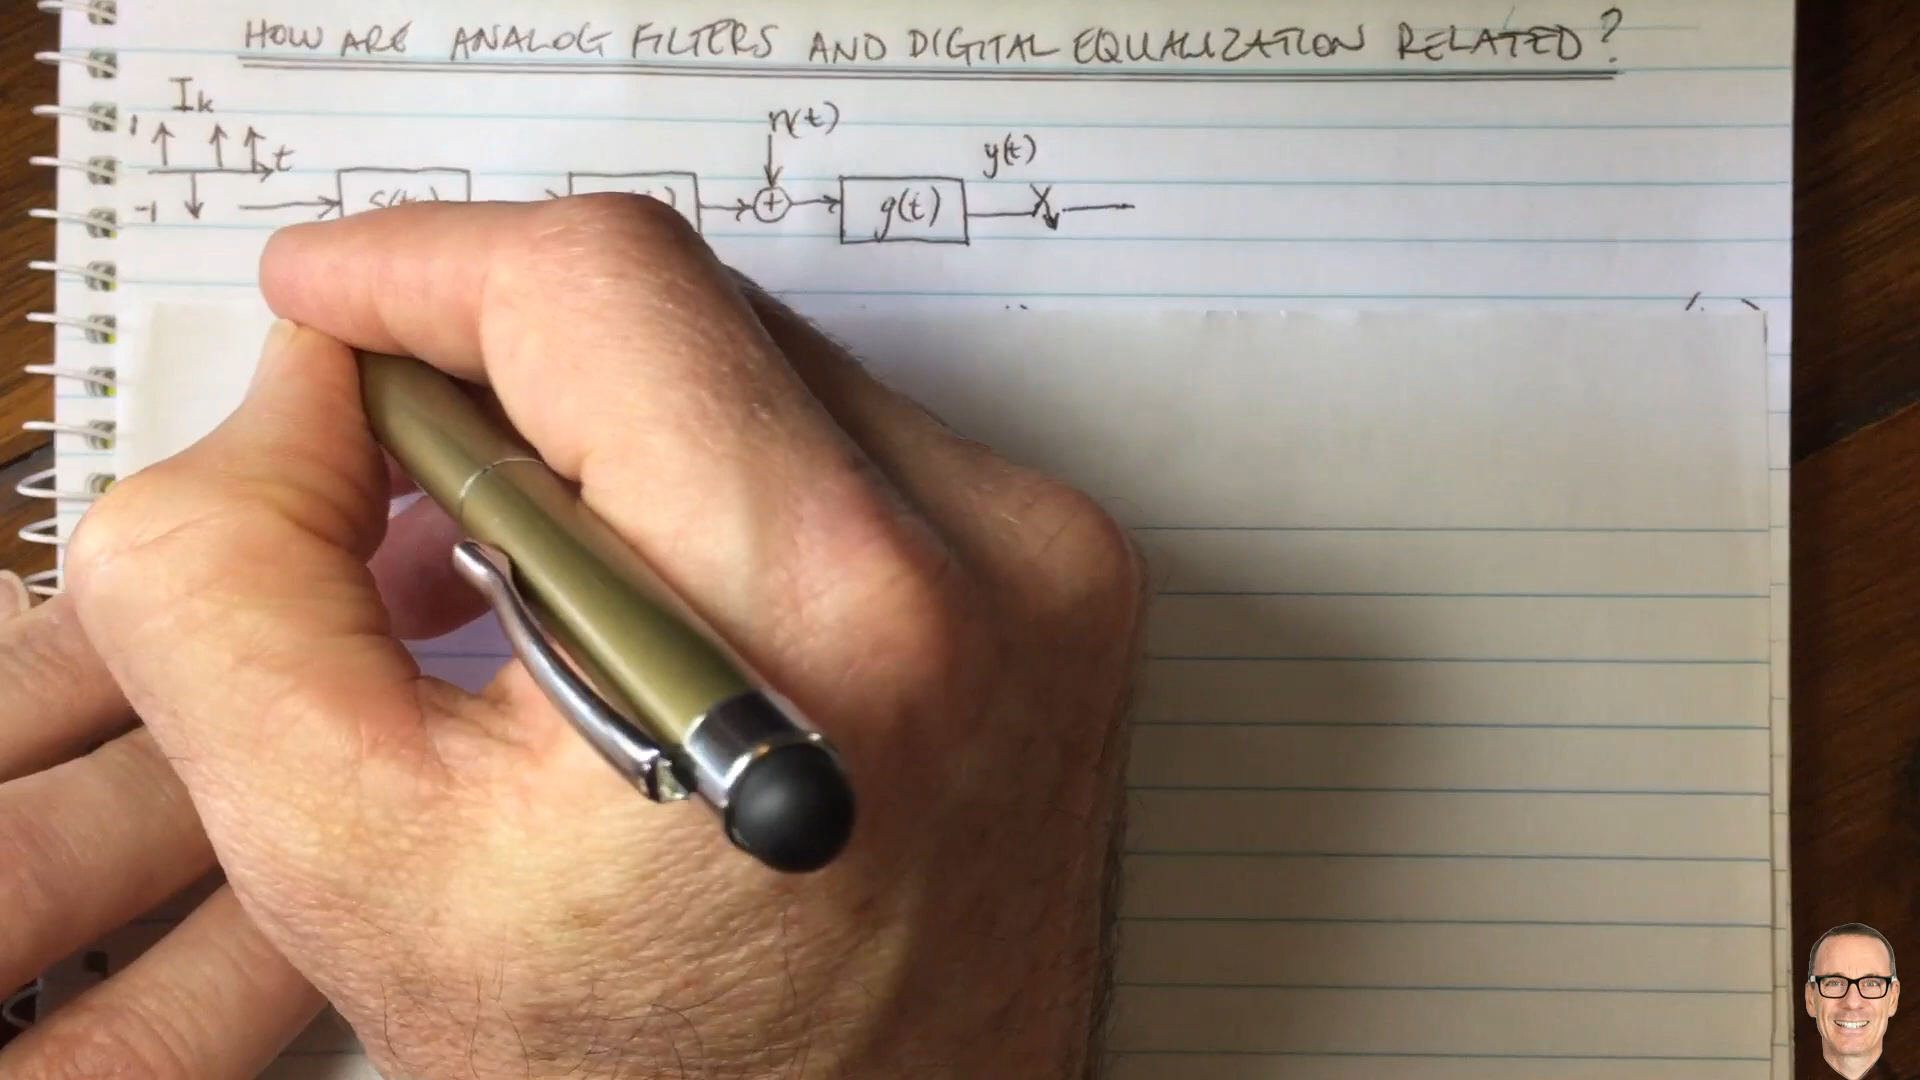 HOW ARE ANALOG FILTERS AND DIGITAL EQUALIZATION RELATED?
Ik
n(t)
1
t
y(t)
-1
g(t)